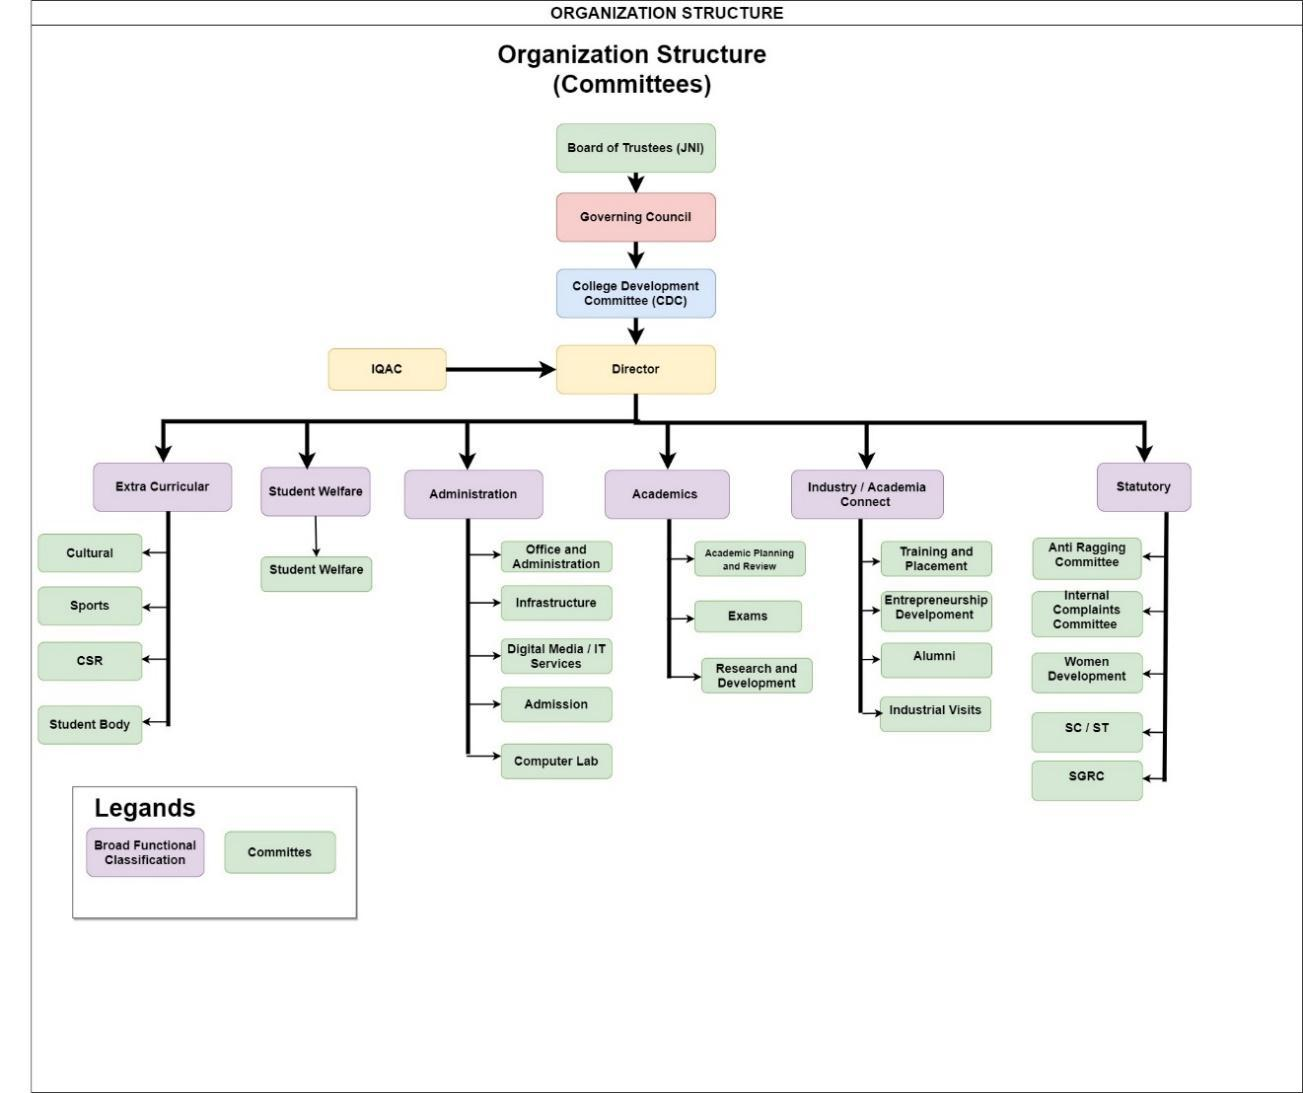 ORGANIZATION STRUCTURE
Organization Structure
(Committees)
Board of Trustees (JNI)
Governing Council
College Development
Committee (CDC)
IQAC
Director
Extra Curricular
Student Welfare
Administration
Academics
Industry / Academia
Connect
Statutory
Cultural
Sports
CSR
Student Body
Student Welfare
Office and
Administration
Infrastructure
Digital Media / IT
Services
Admission
Computer Lab
Academic Planning
and Review
Exams
Research and
Development
Training and
Placement
Entrepreneurship
Develpoment
Alumni
Industrial Visits
Anti Ragging
Committee
Internal
Complaints
Committee
Women
Development
SC / ST
SGRC
Legands
Broad Functional
Classification
Committes